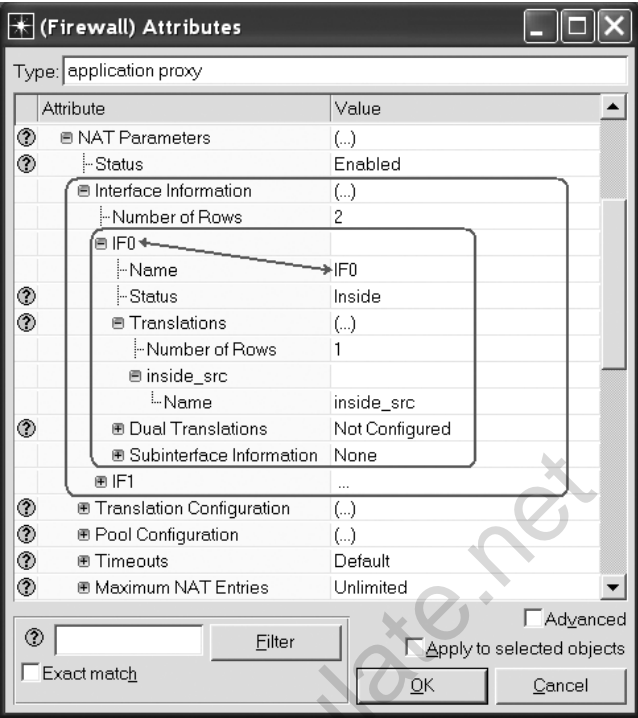 (Firewall) Attributes
Type: application proxy
Attribute Value
NAT Parameters (...)
Status Enabled
Interface Information (...)
Number of Rows 2
IF0
Name IF0
Status Inside
Translations (...)
Number of Rows 1
inside_src
Name inside_src
Dual Translations Not Configured
Subinterface Information None
IF1 ...
Translation Configuration (...)
Pool Configuration (...)
Timeouts Default
Maximum NAT Entries Unlimited
Advanced
Filter
Apply to selected objects
Exact match
OK Cancel
ulate.net